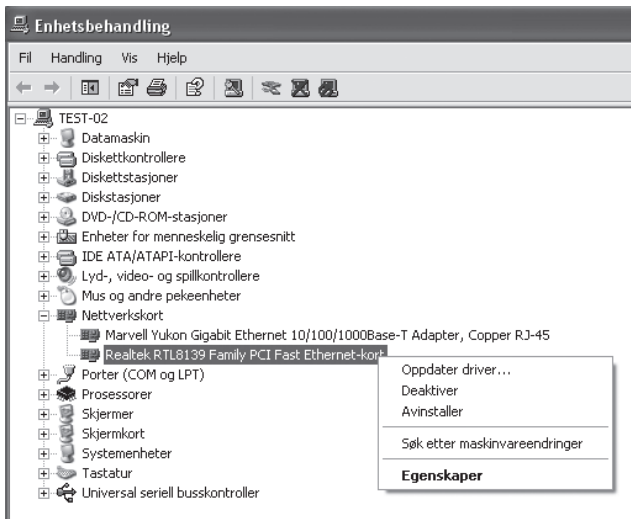 Enhetsbehandling
Fil Handling Vis Hjelp
TEST-02
Datamaskin
Diskettkontrollere
Diskettstasjoner
Diskstasjoner
DVD-/CD-ROM-stasjoner
Enheter for menneskelig grensesnitt
IDE ATA/ATAPI-kontrollere
Lyd-, video- og spillkontrollere
Mus og andre pekeenheter
Nettverkskort
Marvell Yukon Gigabit Ethernet 10/100/1000Base-T Adapter, Copper RJ-45
Realtek RTL8139 Family PCI Fast Ethernet-kort
Porter (COM og LPT)
Prosessorer
Skjermer
Skjermkort
Systemenheter
Tastatur
Universal seriell busskontroller
Oppdater driver...
Deaktiver
Avinstaller
Søk etter maskinvareendringer
Egenskaper